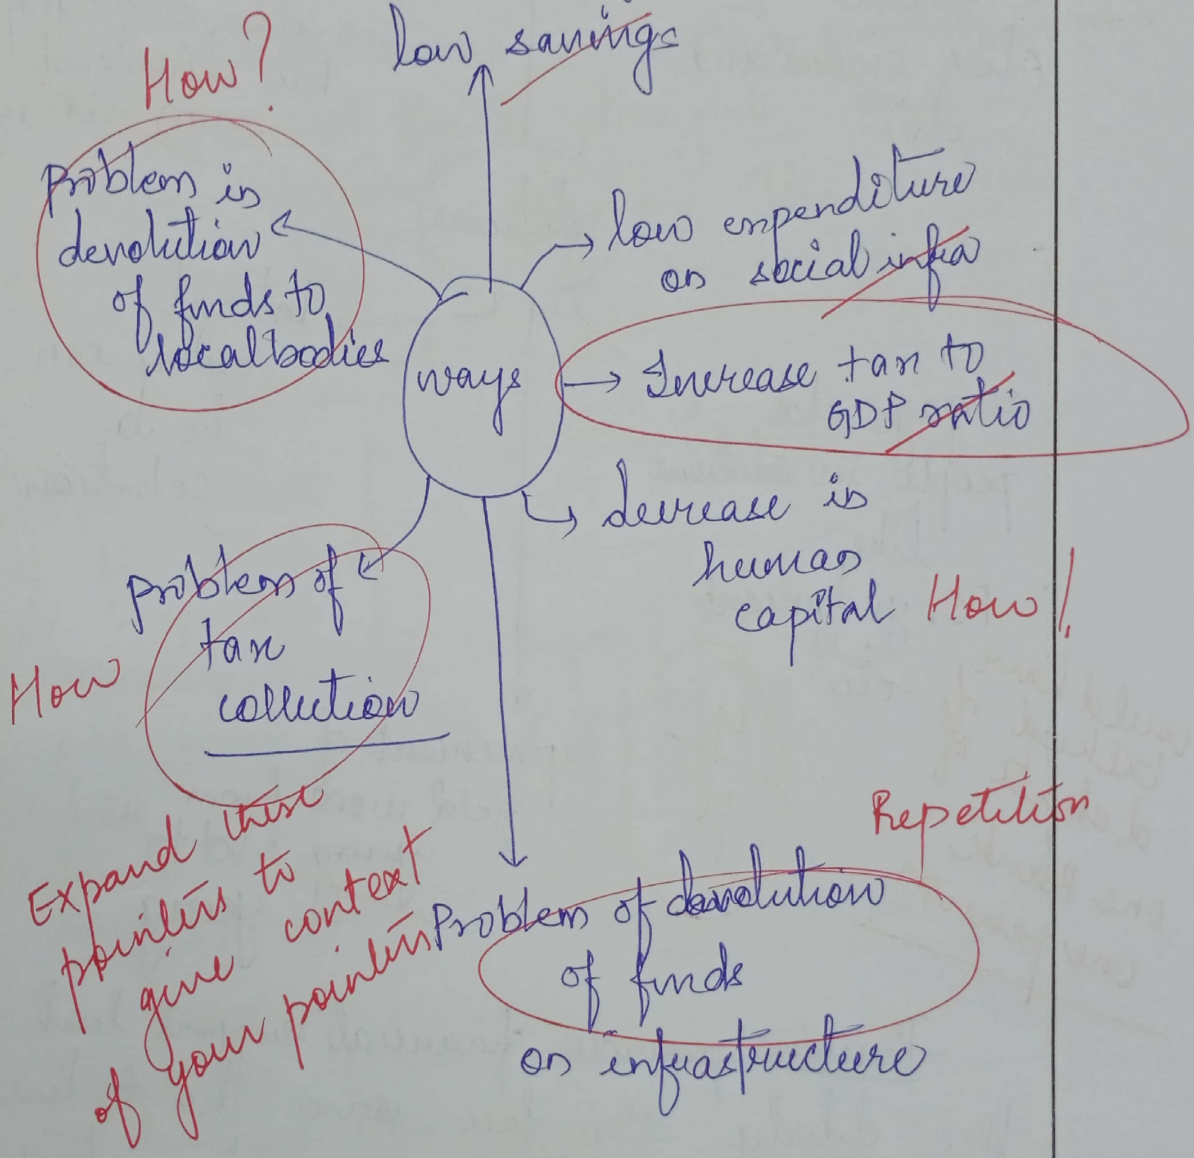 How?
low savings
Problem in
devolution
of funds to
local bodies
low expenditure
on social infra
ways
Increase tax to
GDP ratio
decrease in
human
capital How!
problem of
tax
collection
How
Expand these
pointers to
give context
of your pointers
Repetition
Problem of devolution
of funds
on infrastructure